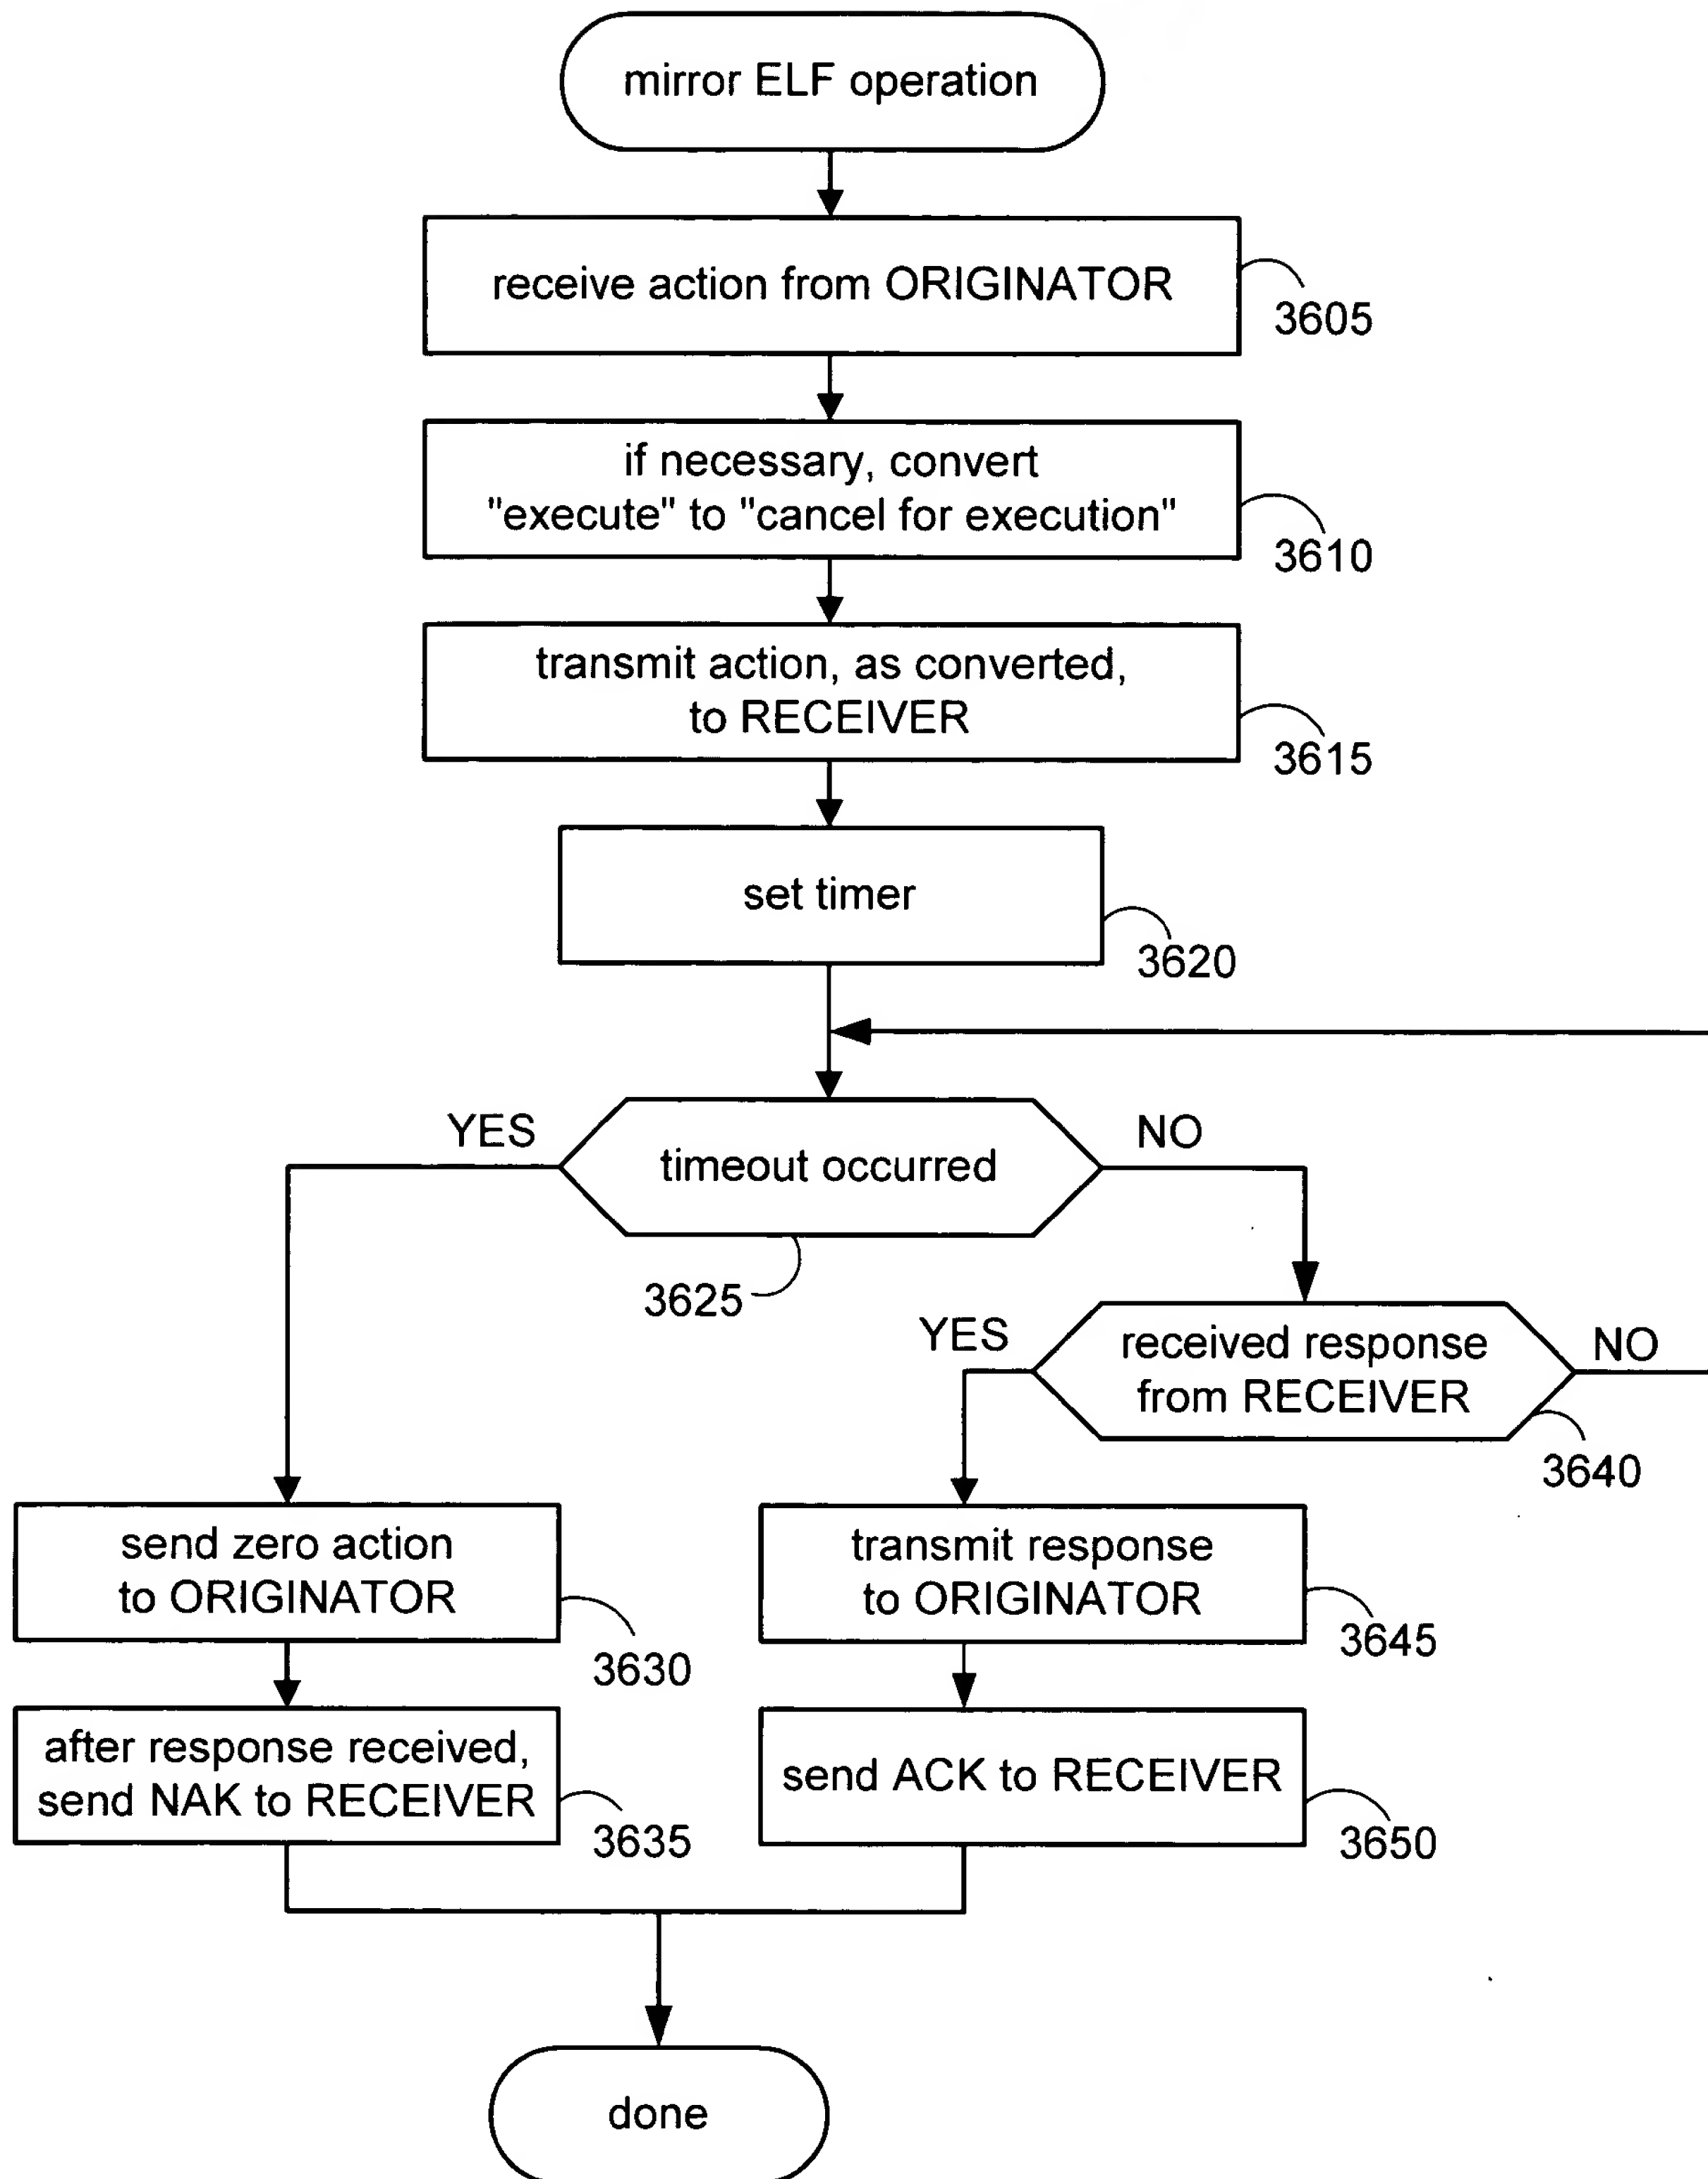 mirror ELF operation
receive action from ORIGINATOR
3605
if necessary, convert
"execute" to "cancel for execution"
3610
transmit action, as converted,
to RECEIVER
3615
set timer
3620
YES
timeout occurred
NO
3625
YES
received response
from RECEIVER
NO
3640
send zero action
to ORIGINATOR
3630
transmit response
to ORIGINATOR
3645
after response received,
send NAK to RECEIVER
3635
send ACK to RECEIVER
3650
done